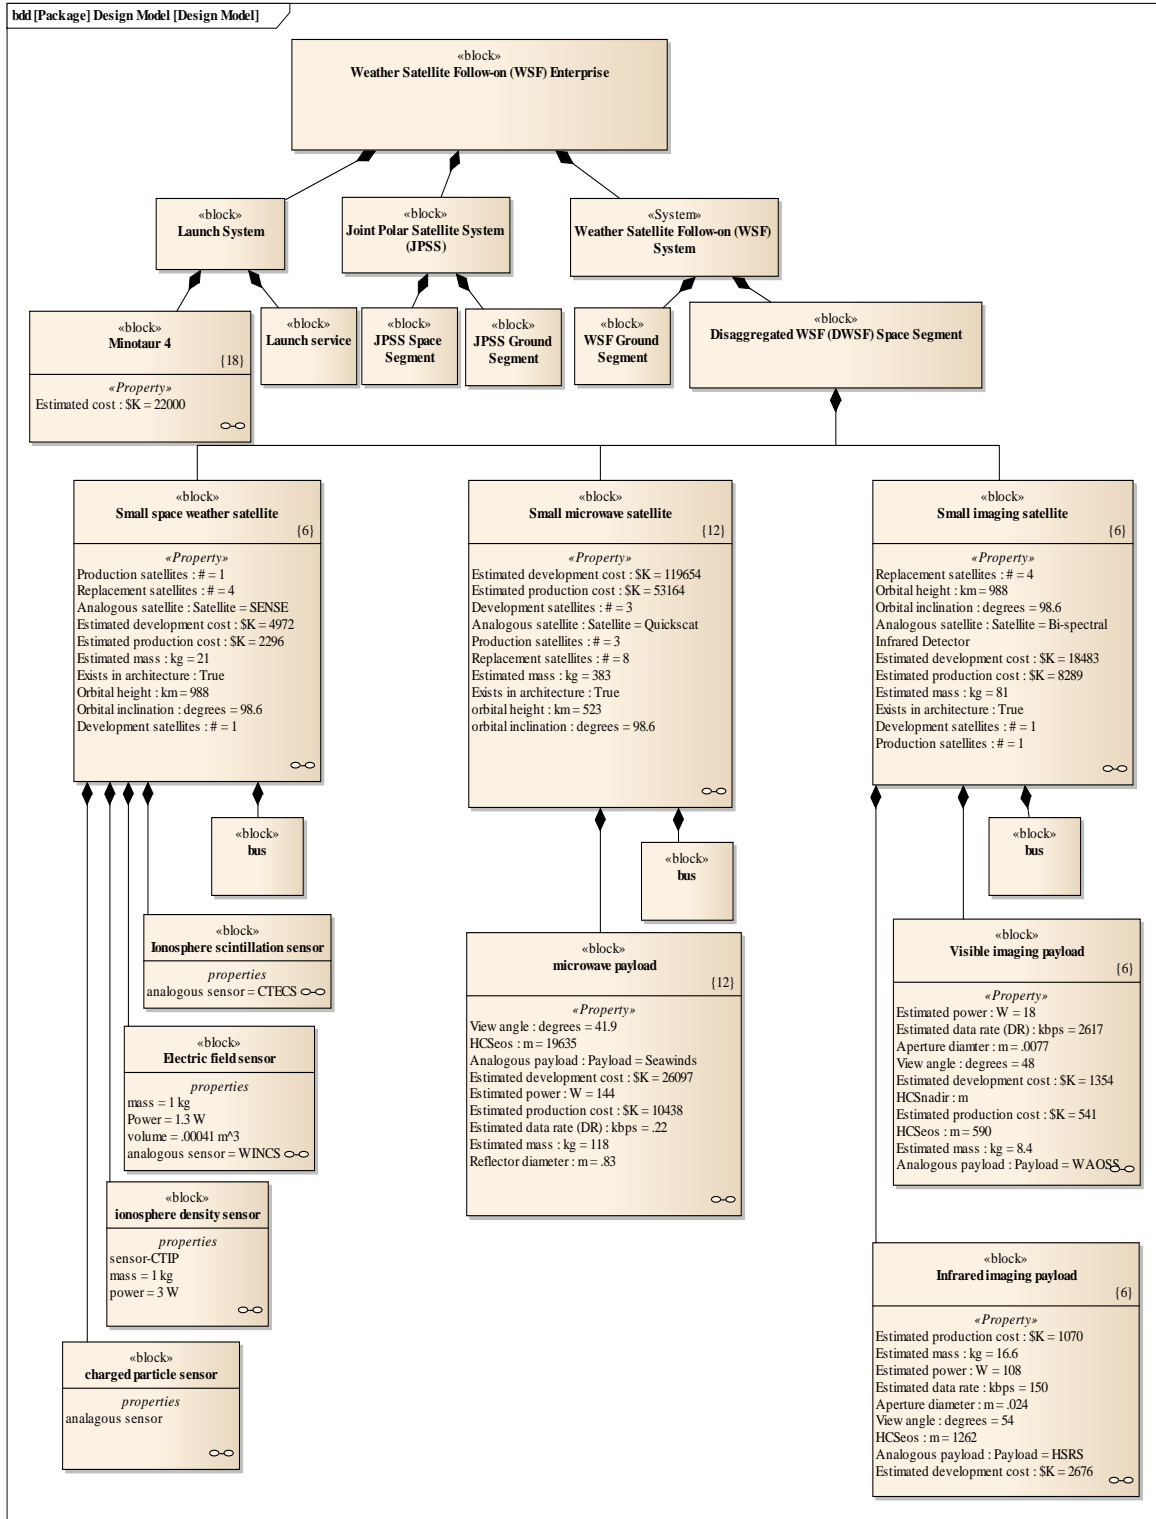 bdd [Package] Design Model [Design Model]
«block»
Weather Satellite Follow-on (WSF) Enterprise
«block»
Launch System
«block»
Joint Polar Satellite System
(JPSS)
«System»
Weather Satellite Follow-on (WSF)
System
«block»
Minotaur 4
{18}
«Property»
Estimated cost : $K = 22000
«block»
Launch service
«block»
JPSS Space
Segment
«block»
JPSS Ground
Segment
«block»
WSF Ground
Segment
«block»
Disaggregated WSF (DWSF) Space Segment
«block»
Small space weather satellite
{6}
«Property»
Production satellites : # = 1
Replacement satellites : # = 4
Analogous satellite : Satellite = SENSE
Estimated development cost : $K = 4972
Estimated production cost : $K = 2296
Estimated mass : kg = 21
Exists in architecture : True
Orbital height : km = 988
Orbital inclination : degrees = 98.6
Development satellites : # = 1
«block»
Small microwave satellite
{12}
«Property»
Estimated development cost : $K = 119654
Estimated production cost : $K = 53164
Development satellites : # = 3
Analogous satellite : Satellite = Quickscat
Production satellites : # = 3
Replacement satellites : # = 8
Estimated mass : kg = 383
Exists in architecture : True
orbital height : km = 523
orbital inclination : degrees = 98.6
«block»
Small imaging satellite
{6}
«Property»
Replacement satellites : # = 4
Orbital height : km = 988
Orbital inclination : degrees = 98.6
Analogous satellite : Satellite = Bi-spectral
Infrared Detector
Estimated development cost : $K = 18483
Estimated production cost : $K = 8289
Estimated mass : kg = 81
Exists in architecture : True
Development satellites : # = 1
Production satellites : # = 1
«block»
bus
«block»
bus
«block»
bus
«block»
Ionosphere scintillation sensor
properties
analogous sensor = CTECS
«block»
Electric field sensor
properties
mass = 1 kg
Power = 1.3 W
volume = .00041 m^3
analogous sensor = WINCS
«block»
ionosphere density sensor
properties
sensor-CTIP
mass = 1 kg
power = 3 W
«block»
charged particle sensor
properties
analagous sensor
«block»
microwave payload
{12}
«Property»
View angle : degrees = 41.9
HCSeos : m = 19635
Analogous payload : Payload = Seawinds
Estimated development cost : $K = 26097
Estimated power : W = 144
Estimated production cost : $K = 10438
Estimated data rate (DR) : kbps = .22
Estimated mass : kg = 118
Reflector diameter : m = .83
«block»
Visible imaging payload
{6}
«Property»
Estimated power : W = 18
Estimated data rate (DR) : kbps = 2617
Aperture diamter : m = .0077
View angle : degrees = 48
Estimated development cost : $K = 1354
HCSnadir : m
Estimated production cost : $K = 541
HCSeos : m = 590
Estimated mass : kg = 8.4
Analogous payload : Payload = WAOSS
«block»
Infrared imaging payload
{6}
«Property»
Estimated production cost : $K = 1070
Estimated mass : kg = 16.6
Estimated power : W = 108
Estimated data rate : kbps = 150
Aperture diameter : m = .024
View angle : degrees = 54
HCSeos : m = 1262
Analogous payload : Payload = HSRS
Estimated development cost : $K = 2676